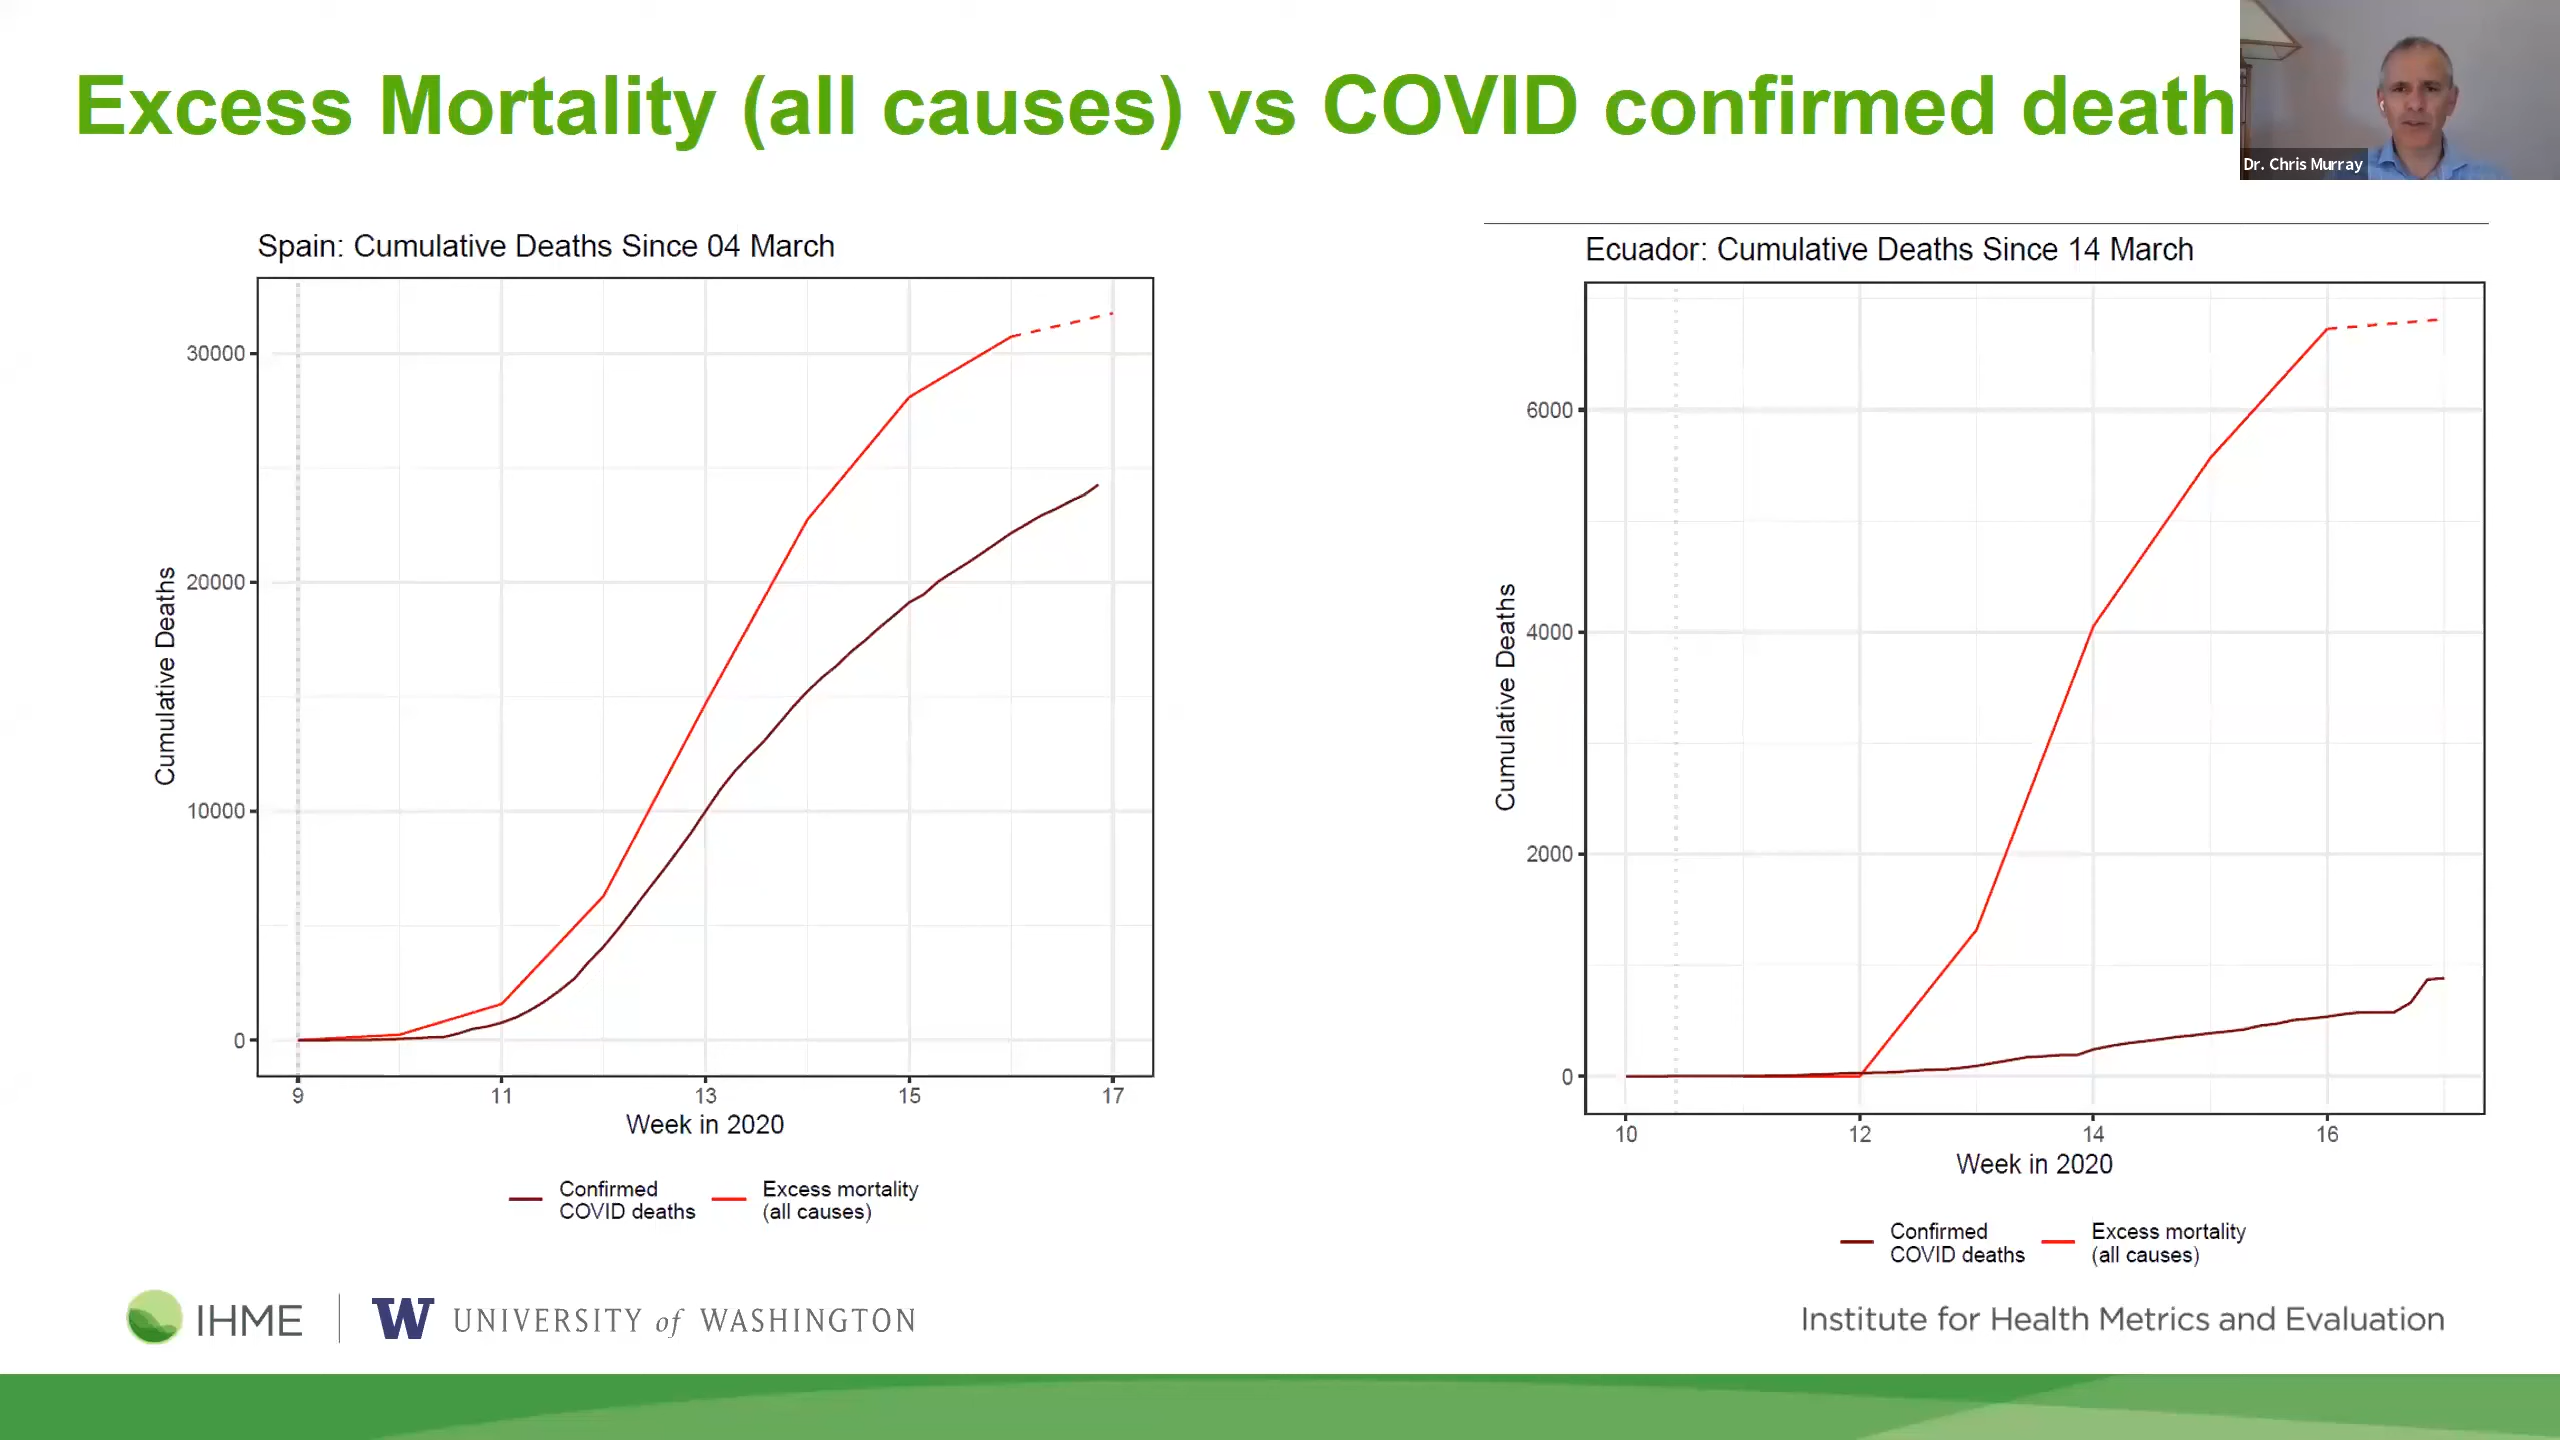 Excess Mortality (all causes) vs COVID confirmed death
Dr. Chris Murray
Spain: Cumulative Deaths Since 04 March
Cumulative Deaths
30000
20000
10000
0
9 11 13 15 17
Week in 2020
Confirmed
COVID deaths
Excess mortality
(all causes)
Ecuador: Cumulative Deaths Since 14 March
Cumulative Deaths
6000
4000
2000
0
10 12 14 16
Week in 2020
Confirmed
COVID deaths
Excess mortality
(all causes)
IHME
W UNIVERSITY of WASHINGTON
Institute for Health Metrics and Evaluation